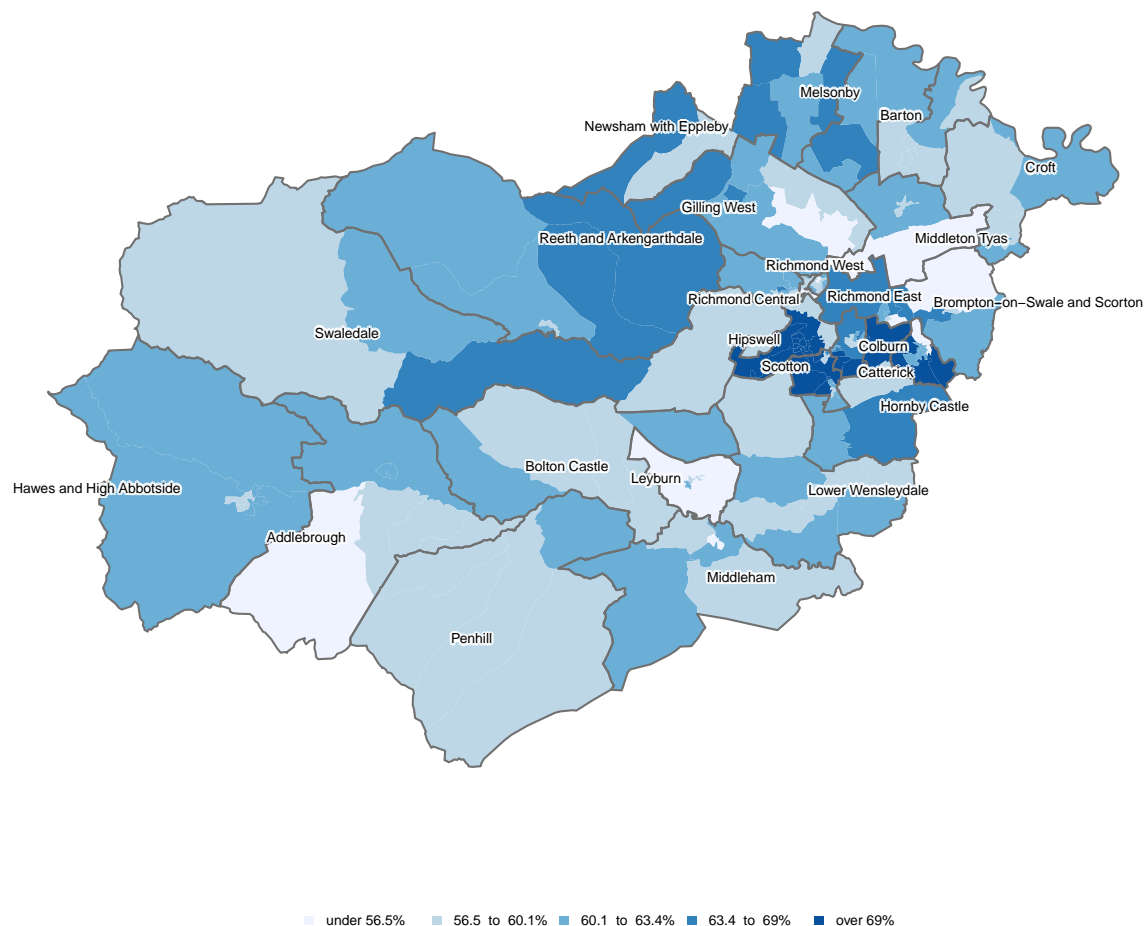 Melsonby
Barton
Newsham with Eppleby
Croft
Gilling West
Reeth and Arkengarthdale
Middleton Tyas
Richmond West
Richmond East
Richmond Central
Brompton−on−Swale and Scorton
Swaledale
Hipswell
Colburn
Scotton
Catterick
Hornby Castle
Bolton Castle
Leyburn
Hawes and High Abbotside
Lower Wensleydale
Addlebrough
Middleham
Penhill
under 56.5%
56.5 to 60.1%
60.1 to 63.4%
63.4 to 69%
over 69%